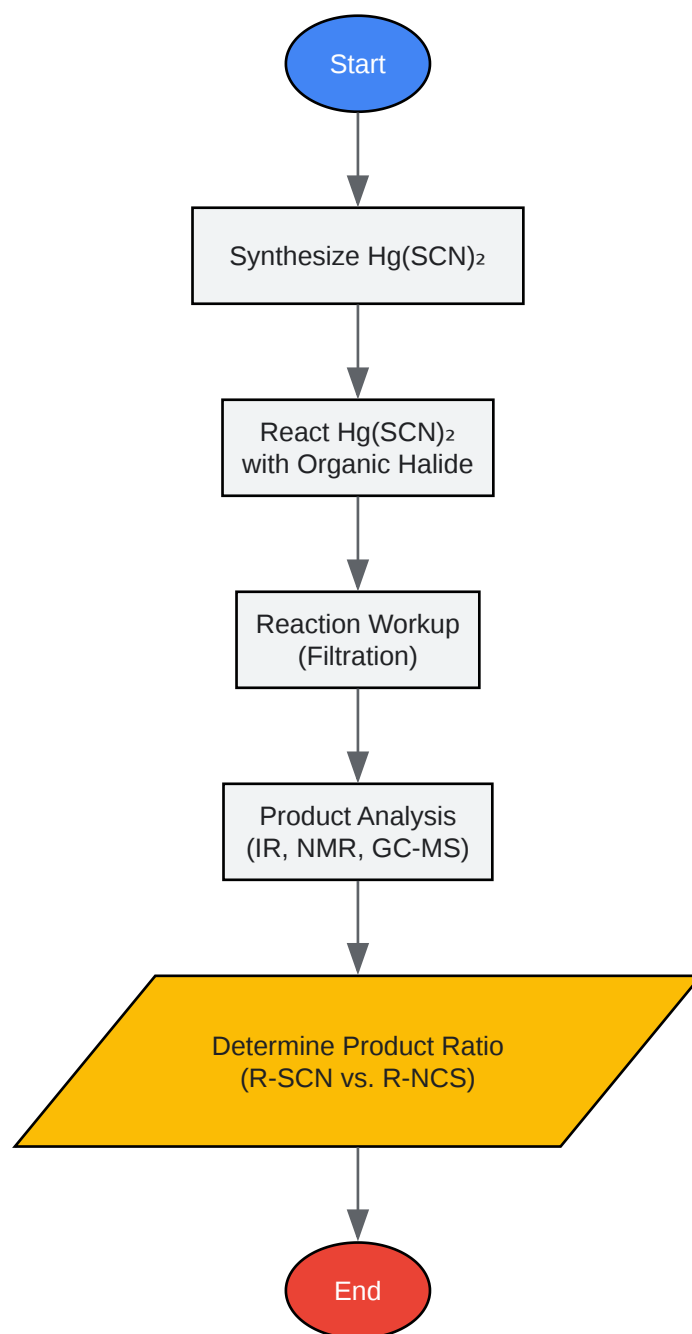 Start
Synthesize Hg(SCN)₂
React Hg(SCN)₂
with Organic Halide
Reaction Workup
(Filtration)
Product Analysis
(IR, NMR, GC-MS)
Determine Product Ratio
(R-SCN vs. R-NCS)
End